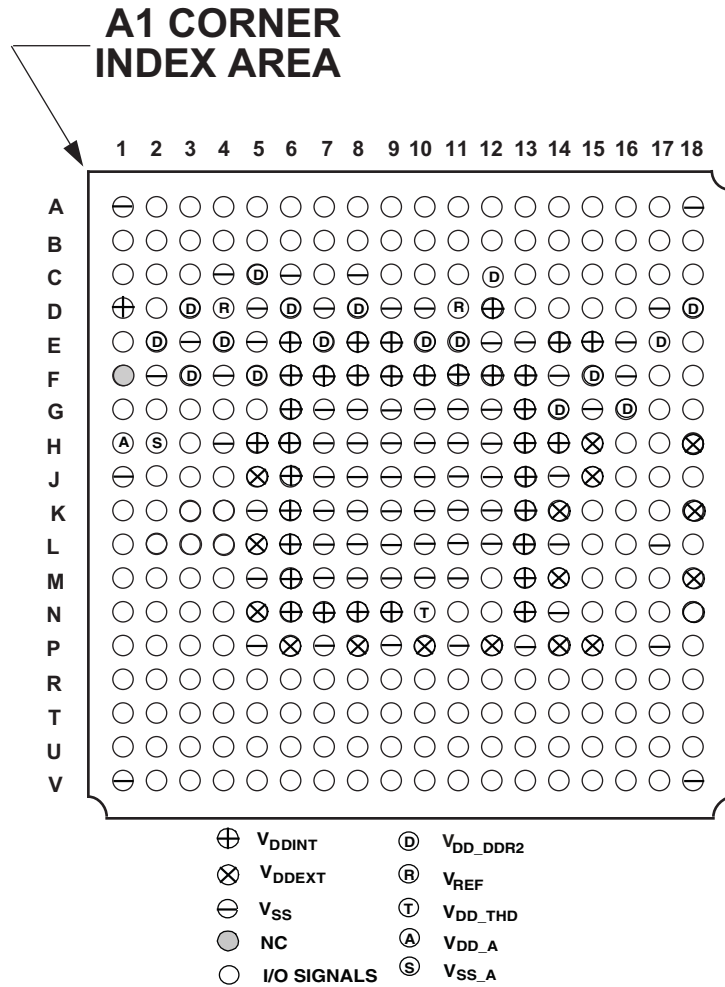 A1 CORNER
INDEX AREA
1 2 3 4 5 6 7 8 9 10 11 12 13 14 15 16 17 18
A
B
C D D
D D R D D R D
E D D D D D D
F D D D
G D D
H A S
J
K
L
M
N T
P
R
T
U
V
VDDINT D VDD_DDR2
VDDEXT R VREF
VSS T VDD_THD
NC A VDD_A
I/O SIGNALS S VSS_A